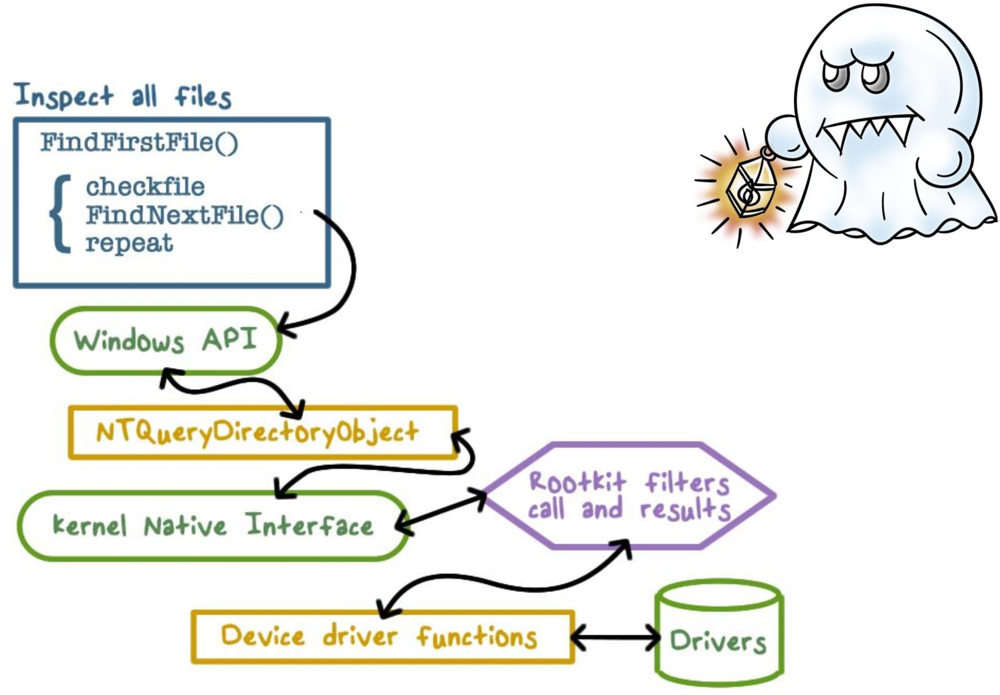 Inspect all files
FindFirstFile()
{ checkfile
FindNextFile()
repeat
Windows API
NTQueryDirectoryObject
Rootkit filters
call and results
Kernel Native Interface
Device driver functions
Drivers